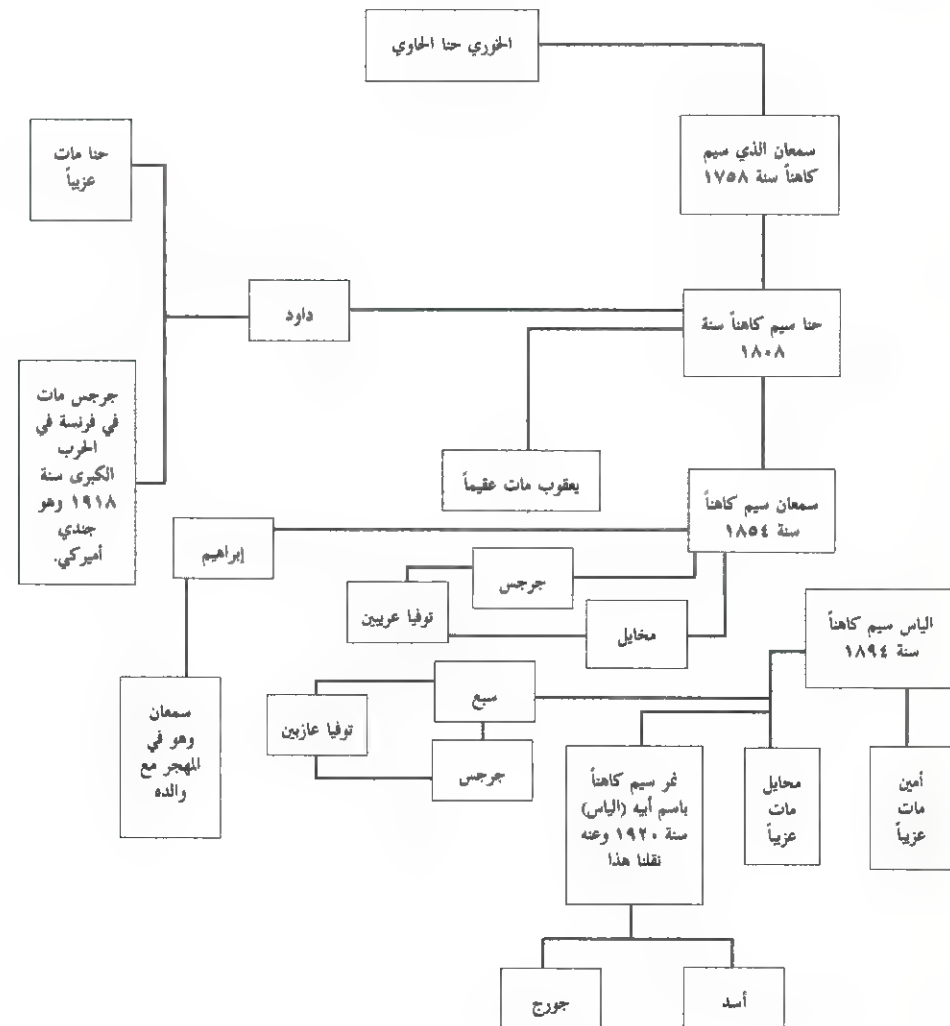 الخوري حنا الحاوي
سمعان الذي سيم
كاهناً سنة ١٧٥٨
حنا مات
عزيباً
داود
حنا سيم كاهناً سنة
١٨٠٨
جرجس مات
في فرنسة في
الحرب
الكبرى سنة
١٩١٨ وهو
جندي
أميركي.
يعقوب مات عقيماً
سمعان سيم كاهناً
سنة ١٨٥٤
إبراهيم
جرجس
توفيا عريبين
مخايل
الياس سيم كاهناً
سنة ١٨٩٤
سمعان
وهو في
المهجر مع
والده
سبع
توفيا عازبين
جرجس
نمر سيم كاهناً
باسم أبيه (الياس)
سنة ١٩٢٠ وعنه
نقلنا هذا
محايل
مات
عزيباً
أمين
مات
عزيباً
جورج
أسد